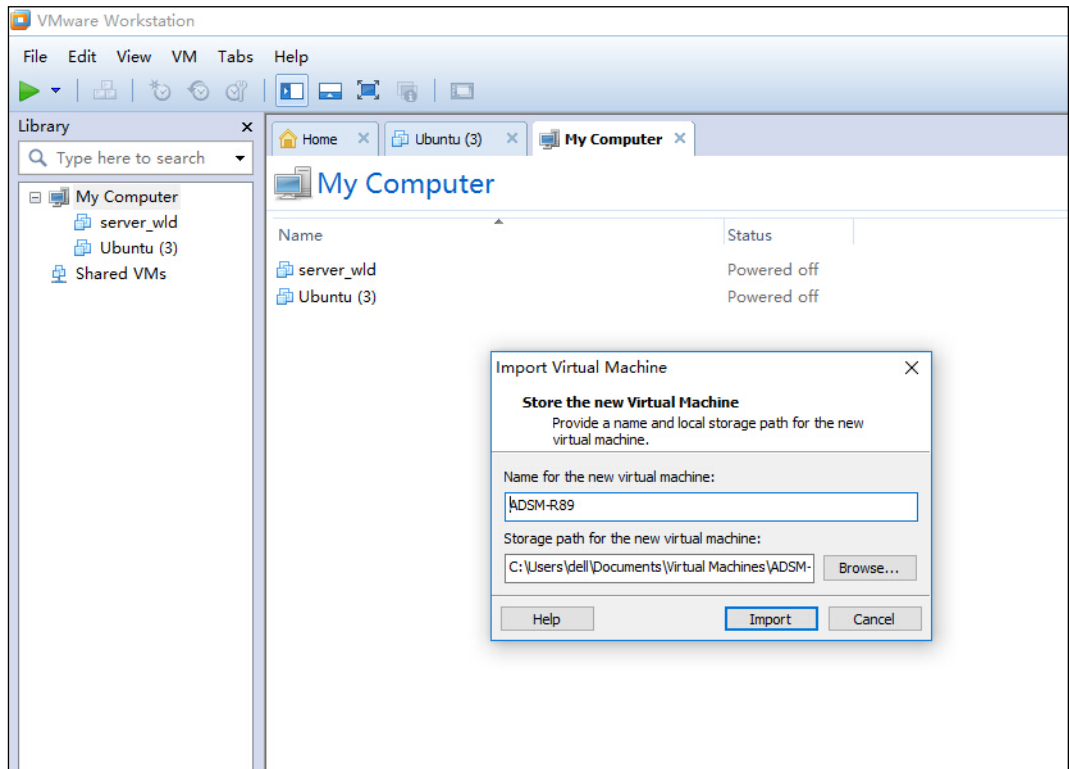 VMware Workstation
File Edit View VM Tabs Help
Library
Type here to search
My Computer
server_wld
Ubuntu (3)
Shared VMs
Home
Ubuntu (3)
My Computer
My Computer
Name Status
server_wld Powered off
Ubuntu (3) Powered off
Import Virtual Machine
Store the new Virtual Machine
Provide a name and local storage path for the new
virtual machine.
Name for the new virtual machine:
ADSM-R89
Storage path for the new virtual machine:
C:\Users\dell\Documents\Virtual Machines\ADSM- Browse...
Help Import Cancel